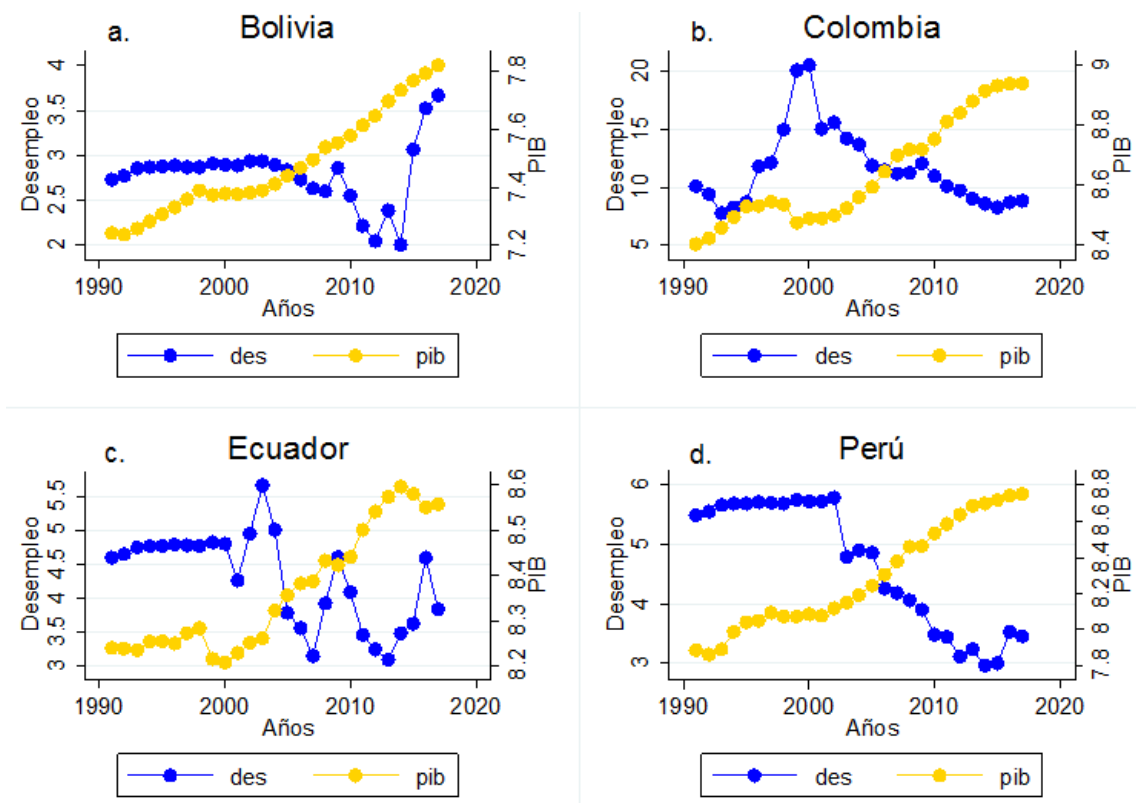 a. Bolivia
Desempleo
2 2.5 3 3.5 4
PIB
7.2 7.4 7.6 7.8
1990 2000 2010 2020
Años
des pib
b. Colombia
Desempleo
5 10 15 20
PIB
8.4 8.6 8.8 9
1990 2000 2010 2020
Años
des pib
c. Ecuador
Desempleo
3 3.5 4 4.5 5 5.5
PIB
8.2 8.3 8.4 8.5 8.6
1990 2000 2010 2020
Años
des pib
d. Perú
Desempleo
3 4 5 6
PIB
7.8 8 8.2 8.4 8.6 8.8
1990 2000 2010 2020
Años
des pib